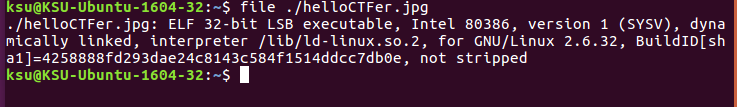 ksu@KSU-Ubuntu-1604-32:~$ file ./helloCTFer.jpg
./helloCTFer.jpg: ELF 32-bit LSB executable, Intel 80386, version 1 (SYSV), dyna
mically linked, interpreter /lib/ld-linux.so.2, for GNU/Linux 2.6.32, BuildID[sh
a1]=4258888fd293dae24c8143c584f1514ddcc7db0e, not stripped
ksu@KSU-Ubuntu-1604-32:~$